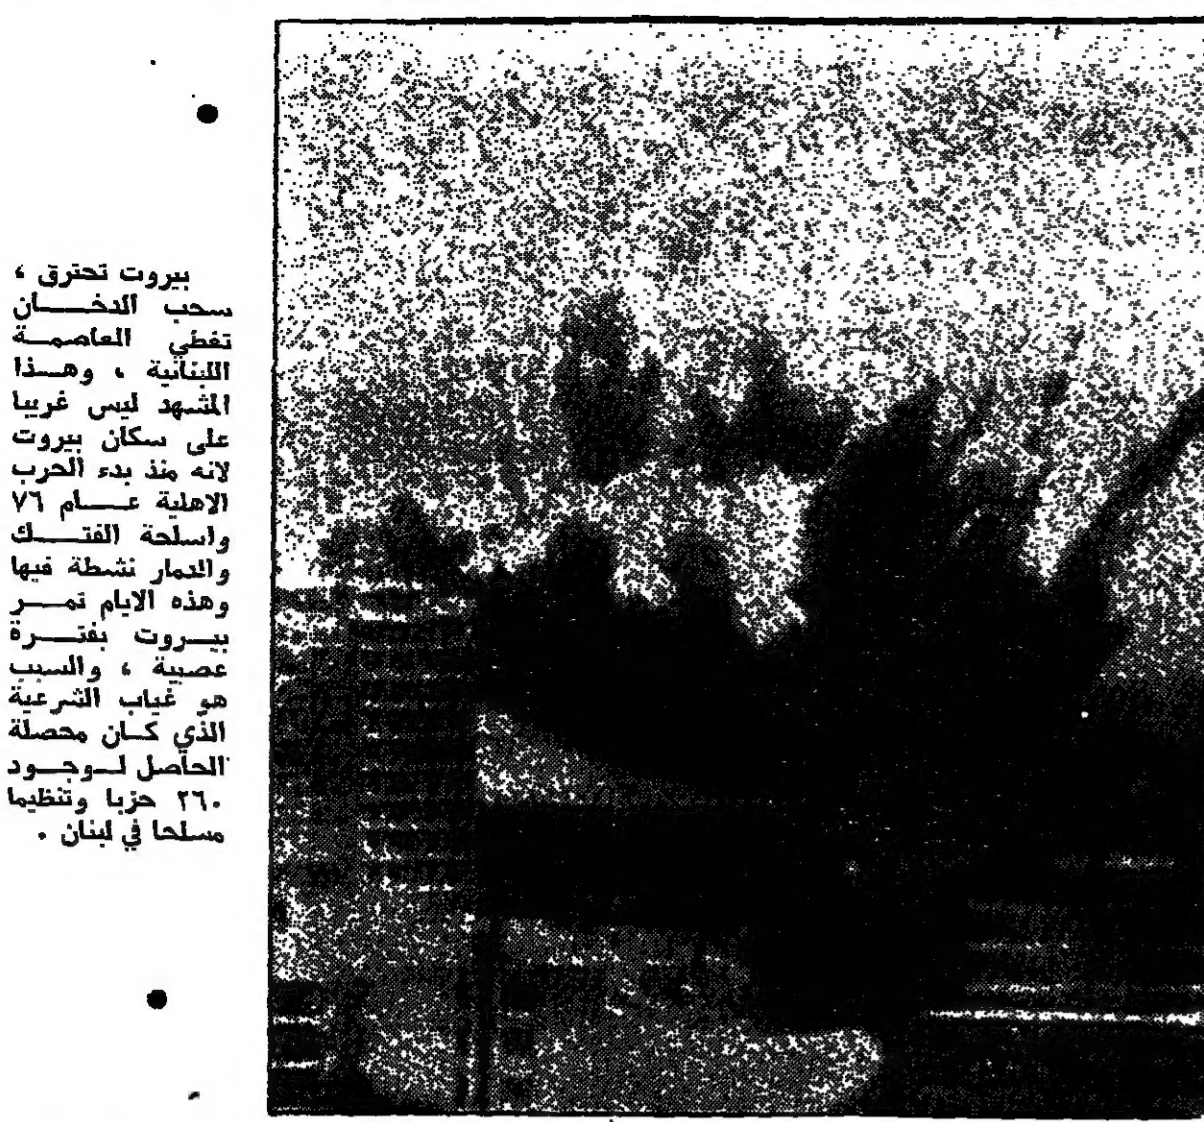 بيروت تحترق ،
سحب الدخان
تغطي العاصمة
اللبنانية ، وهذا
المشهد ليس غريبا
على سكان بيروت
لانه منذ بدء الحرب
الاهلية عام ٧٦
واسلحة الفتك
والدمار نشطة فيها
وهذه الايام تمر
بيروت بفترة
عصيبة ، والسبب
هو غياب الشرعية
الذي كان محصلة
الحاصل لوجود
٢٦٠ حزبا وتنظيما
مسلحا في لبنان .